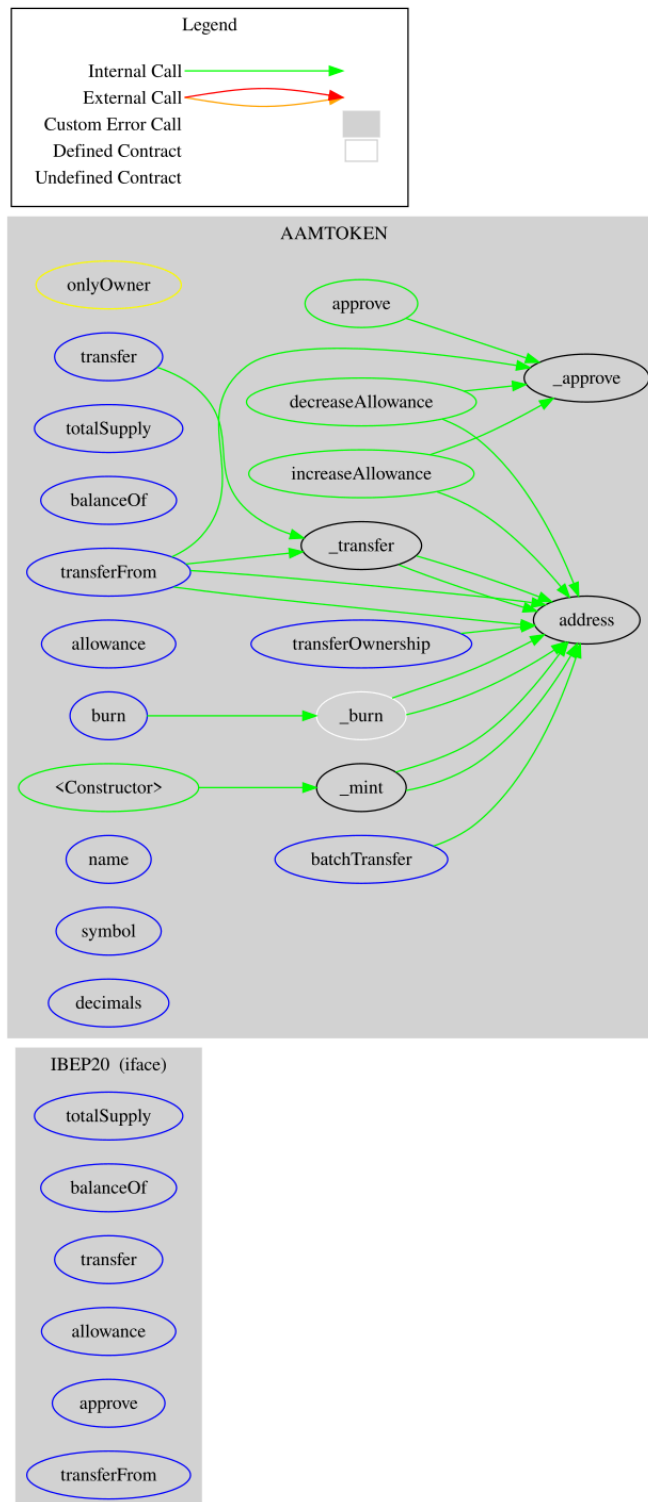 Legend
Internal Call
External Call
Custom Error Call
Defined Contract
Undefined Contract
AAMTOKEN
onlyOwner
transfer
totalSupply
balanceOf
transferFrom
allowance
burn
<Constructor>
name
symbol
decimals
approve
decreaseAllowance
increaseAllowance
_transfer
transferOwnership
_burn
_mint
batchTransfer
_approve
address
IBEP20 (iface)
totalSupply
balanceOf
transfer
allowance
approve
transferFrom